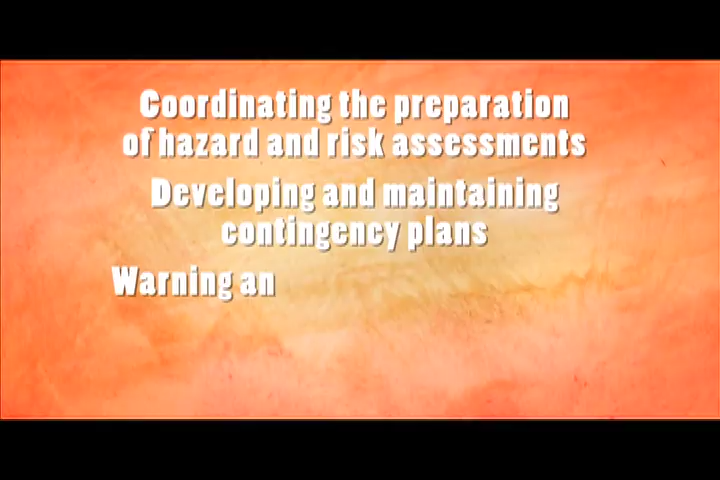 Coordinating the preparation
of hazard and risk assessments
Developing and maintaining
contingency plans
Warning an